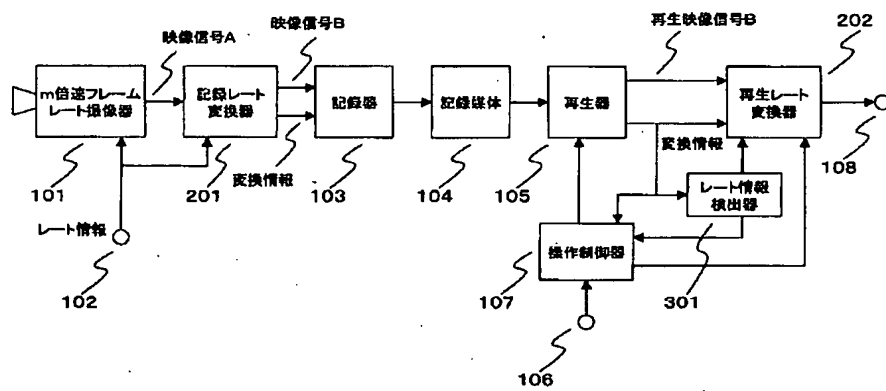 映像信号A
映像信号B
再生映像信号B
202
m倍速フレーム
レート撮像器
記録レート
変換器
記録器
記録媒体
再生器
再生レート
変換器
101
201
変換情報
103
104
105
変換情報
108
レート情報
レート情報
検出器
102
操作制御器
107
301
106